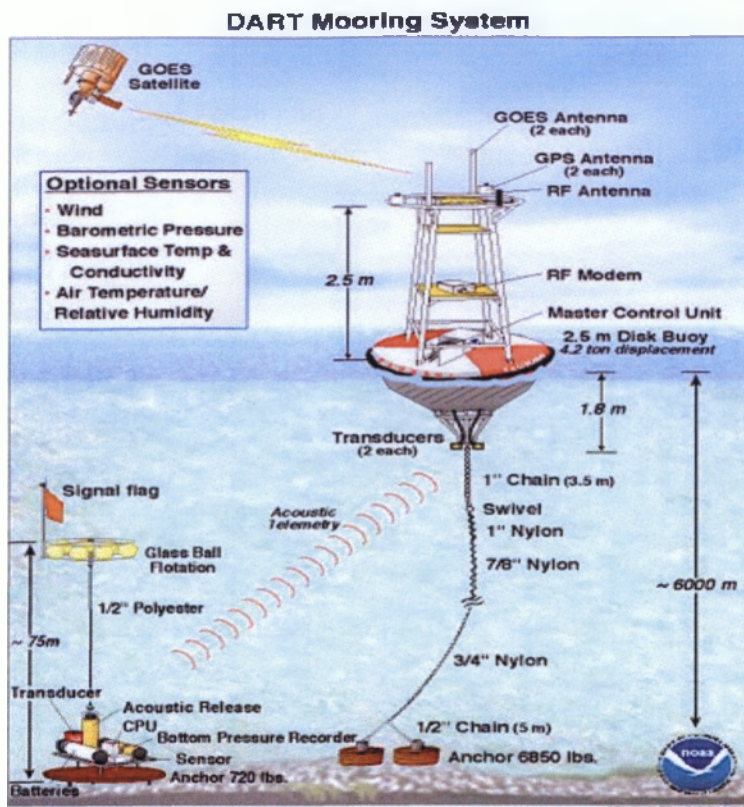 DART Mooring System
GOES
Satellite
GOES Antenna
(2 each)
GPS Antenna
(2 each)
RF Antenna
Optional Sensors
- Wind
- Barometric Pressure
- Seasurface Temp &
Conductivity
- Air Temperature/
Relative Humidity
2.5 m
RF Modem
Master Control Unit
2.5 m Disk Buoy
4.2 ton displacement
1.8 m
Transducers
(2 each)
1" Chain (3.5 m)
Signal flag
Acoustic
Telemetry
Swivel
1" Nylon
Glass Ball
Flotation
7/8" Nylon
~ 6000 m
1/2" Polyester
~ 75m
3/4" Nylon
Transducer
Acoustic Release
CPU
Bottom Pressure Recorder
1/2" Chain (5 m)
Sensor
Anchor 6850 lbs.
Anchor 720 lbs.
Batteries
noaa